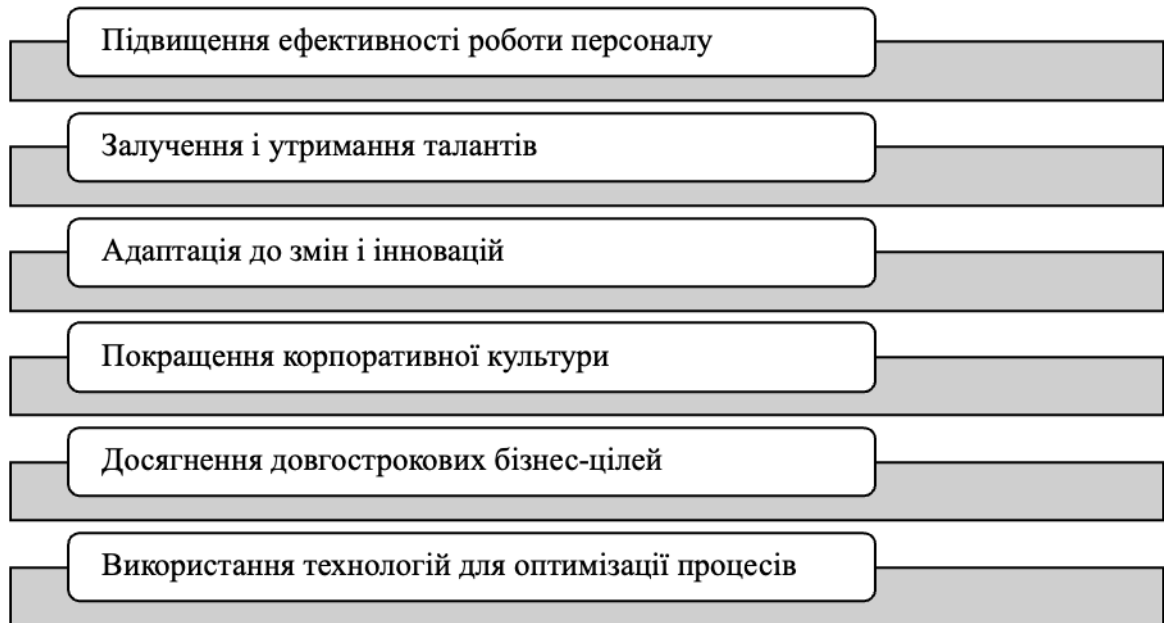 Підвищення ефективності роботи персоналу
Залучення і утримання талантів
Адаптація до змін і інновацій
Покращення корпоративної культури
Досягнення довгострокових бізнес-цілей
Використання технологій для оптимізації процесів